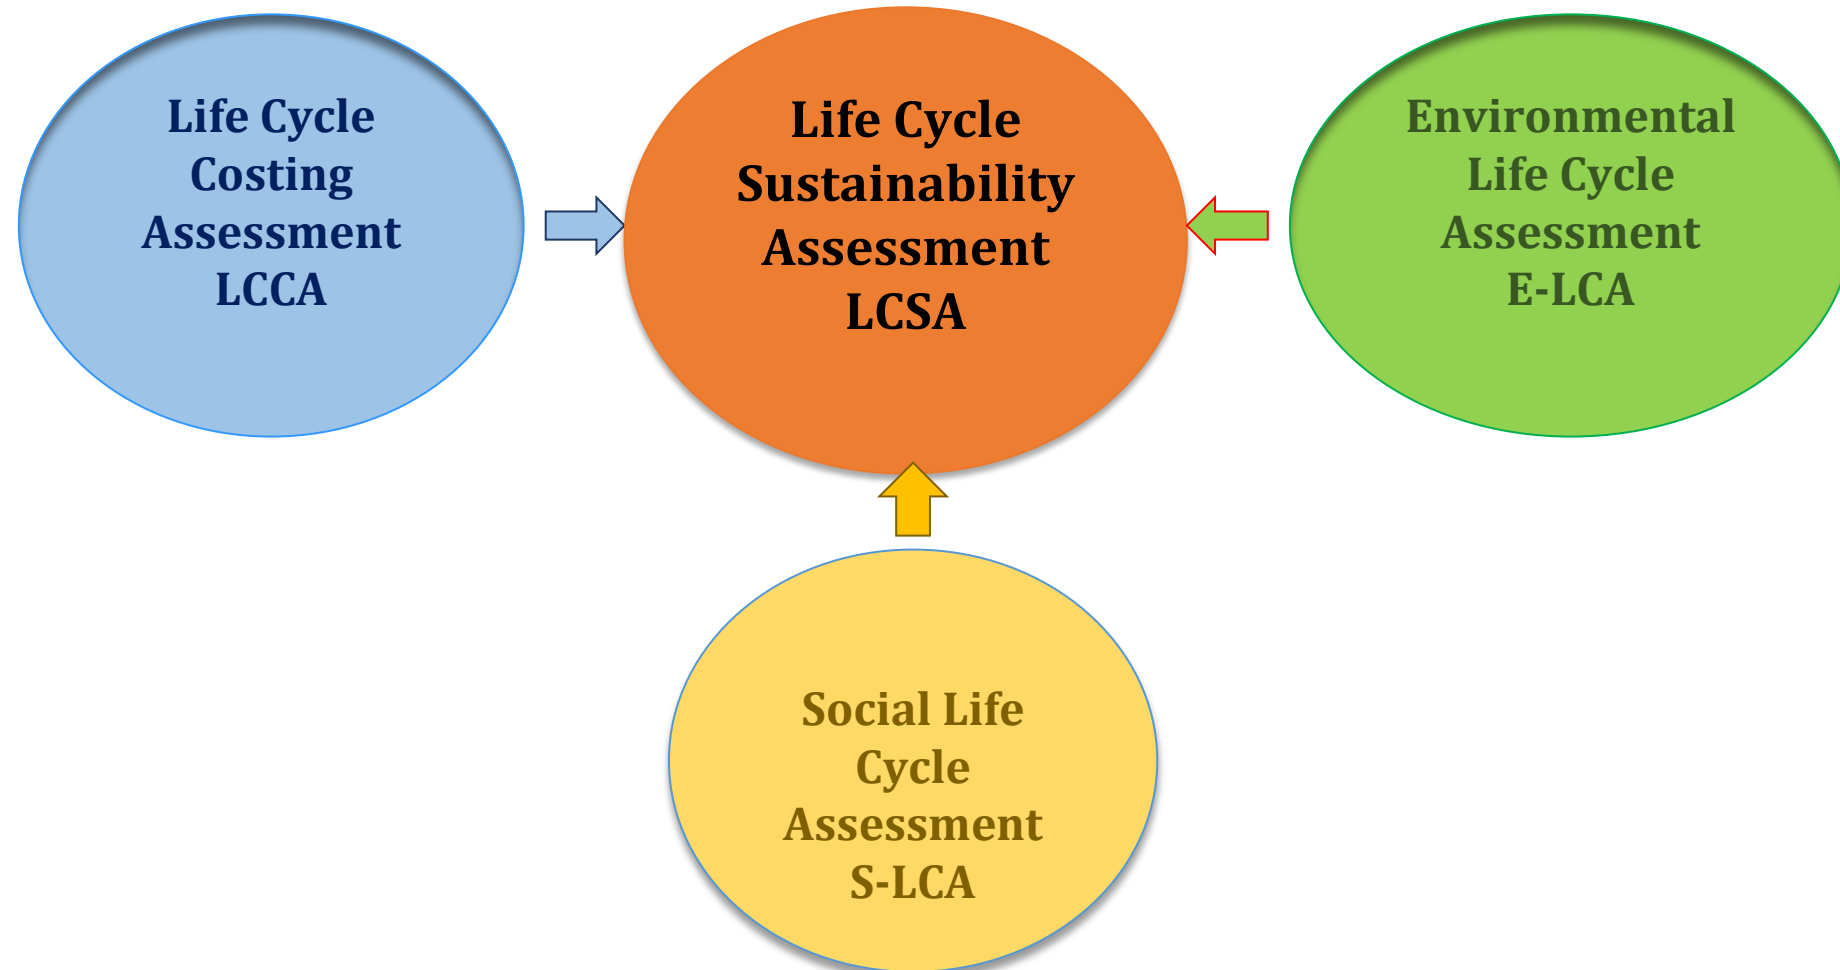 Life Cycle
Costing
Assessment
LCCA
Life Cycle
Sustainability
Assessment
LCSA
Environmental
Life Cycle
Assessment
E-LCA
Social Life
Cycle
Assessment
S-LCA